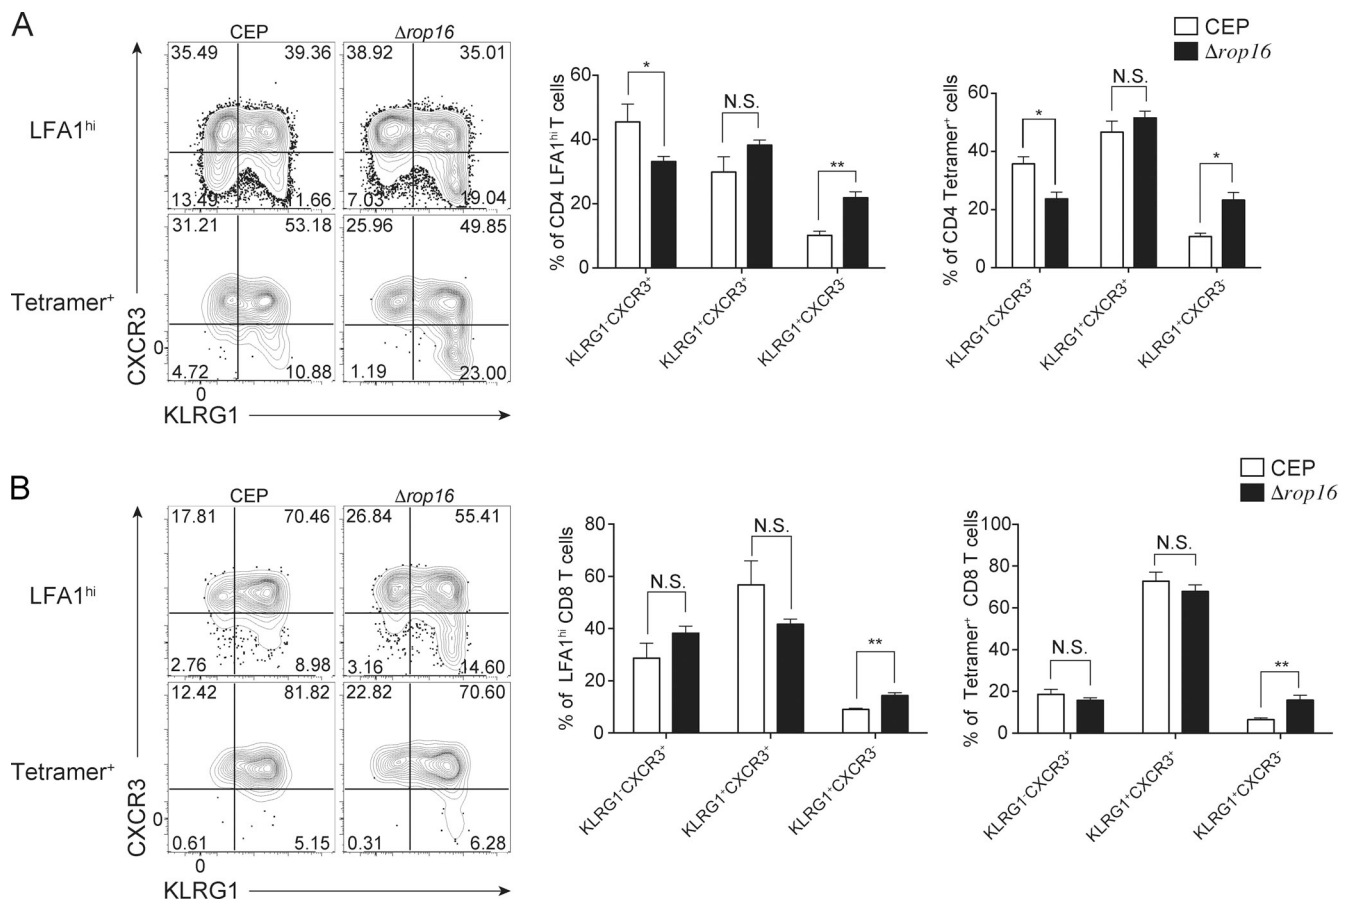 A
CEP
Δrop16
35.49 39.36
38.92 35.01
LFA1hi
13.49 1.66
7.03 19.04
31.21 53.18
25.96 49.85
Tetramer+
4.72 10.88
1.19 23.00
CXCR3
0
0
KLRG1
% of CD4 LFA1hi T cells
60
40
20
0
*
N.S.
**
KLRG1-CXCR3+
KLRG1+CXCR3+
KLRG1+CXCR3-
CEP
Δrop16
% of CD4 Tetramer+ cells
60
40
20
0
*
N.S.
*
KLRG1-CXCR3+
KLRG1+CXCR3+
KLRG1+CXCR3-
B
CEP
Δrop16
17.81 70.46
26.84 55.41
LFA1hi
2.76 8.98
3.16 14.60
12.42 81.82
22.82 70.60
Tetramer+
0.61 5.15
0.31 6.28
CXCR3
0
0
KLRG1
% of LFA1hi CD8 T cells
80
60
40
20
0
N.S.
N.S.
**
KLRG1-CXCR3+
KLRG1+CXCR3+
KLRG1+CXCR3-
CEP
Δrop16
% of Tetramer+ CD8 T cells
100
80
60
40
20
0
N.S.
N.S.
**
KLRG1-CXCR3+
KLRG1+CXCR3+
KLRG1+CXCR3-